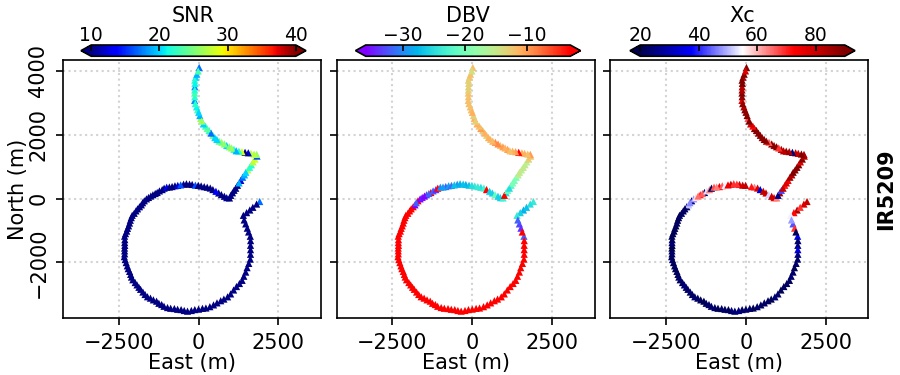 SNR DBV Xc
10 20 30 40 −30 −20 −10 20 40 60 80
4000
2000
0
−2000
North (m)
IR5209
−2500 0 2500 −2500 0 2500 −2500 0 2500
East (m) East (m) East (m)